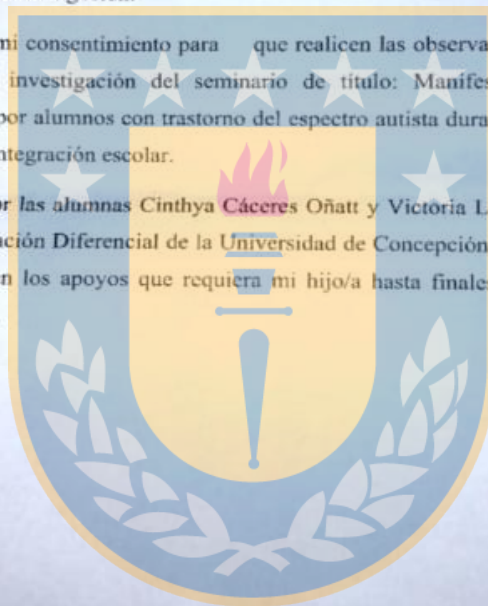 mi consentimiento para que realicen las observa
investigación del seminario de titulo: Manifes
por alumnos con trastorno del espectro autista dura
ntegración escolar.
or las alumnas Cinthya Cáceres Oñatt y Victoria L
ación Diferencial de la Universidad de Concepción
n los apoyos que requiera mi hijo/a hasta finale